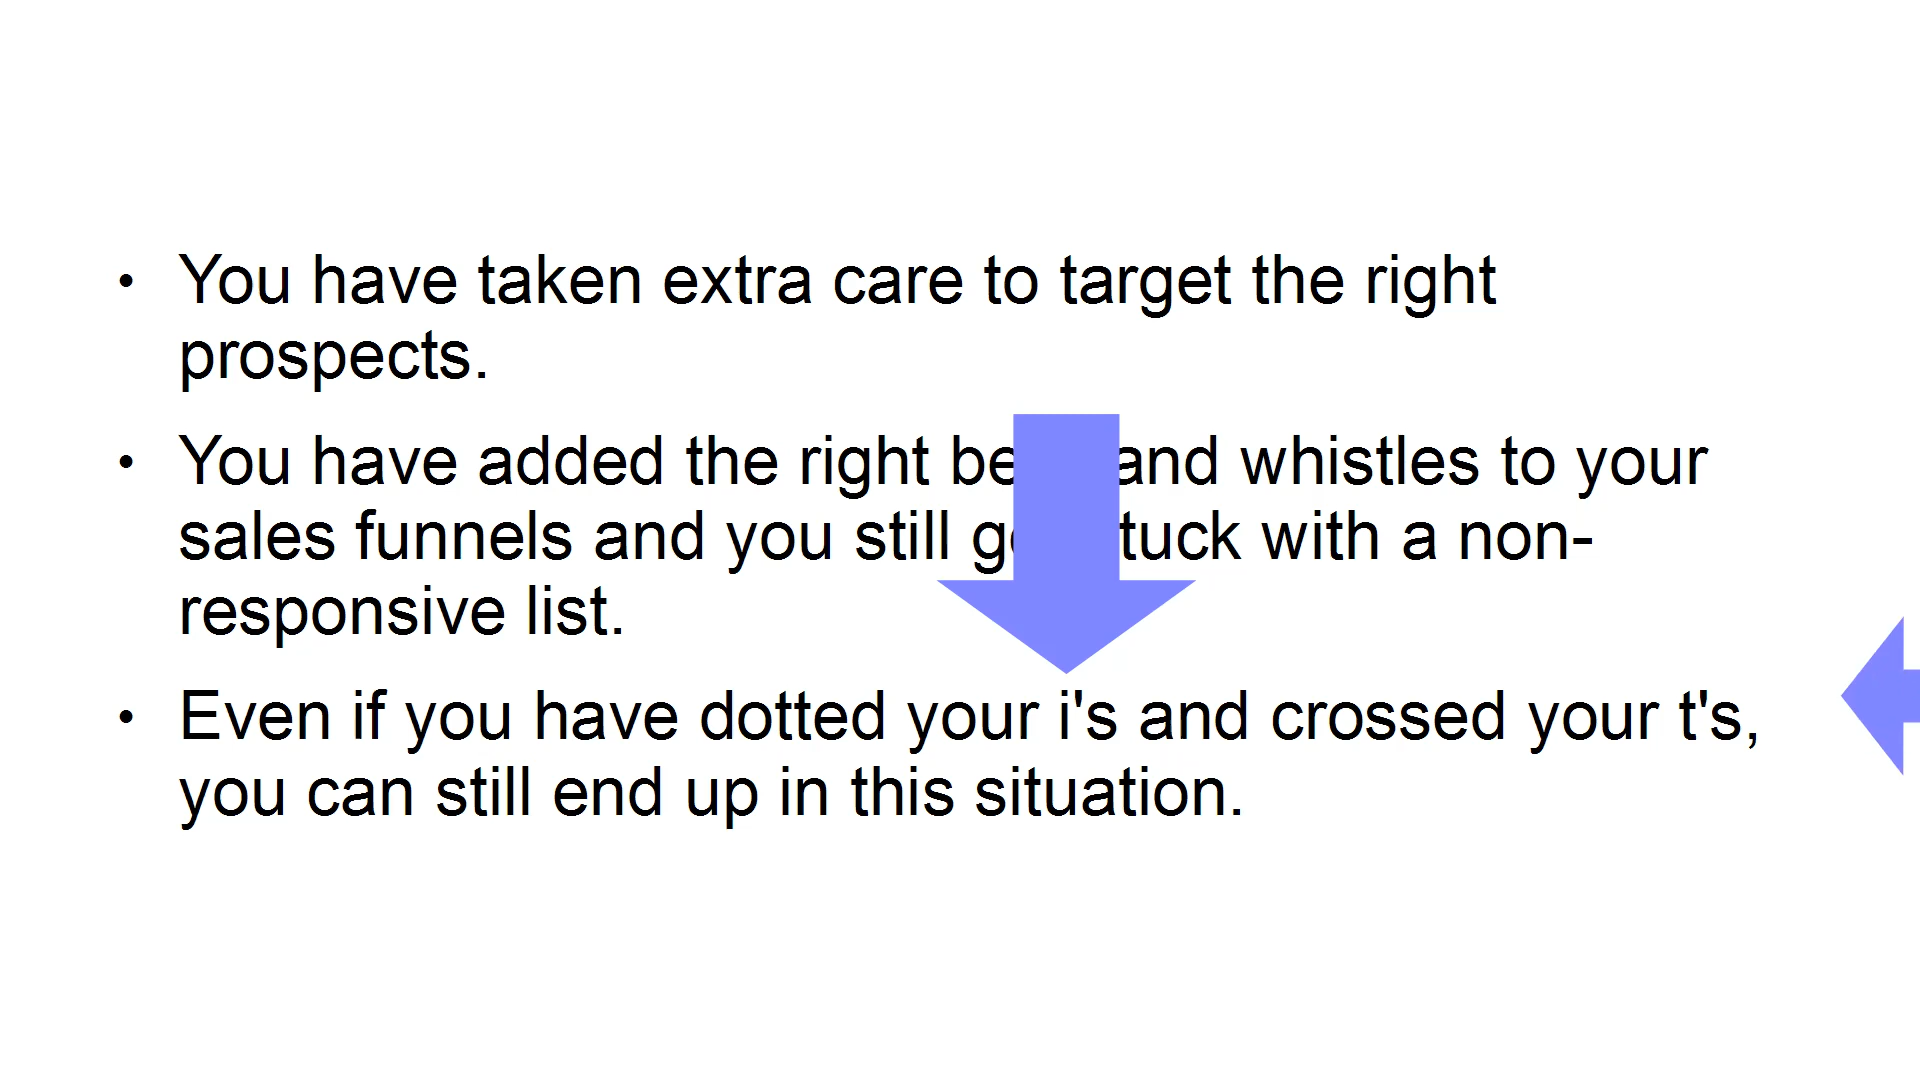 • You have taken extra care to target the right
prospects.
• You have added the right and whistles to your
sales funnels and you still with a non-
responsive list.
• Even if you have dotted your i's and crossed your t's,
you can still end up in this situation.